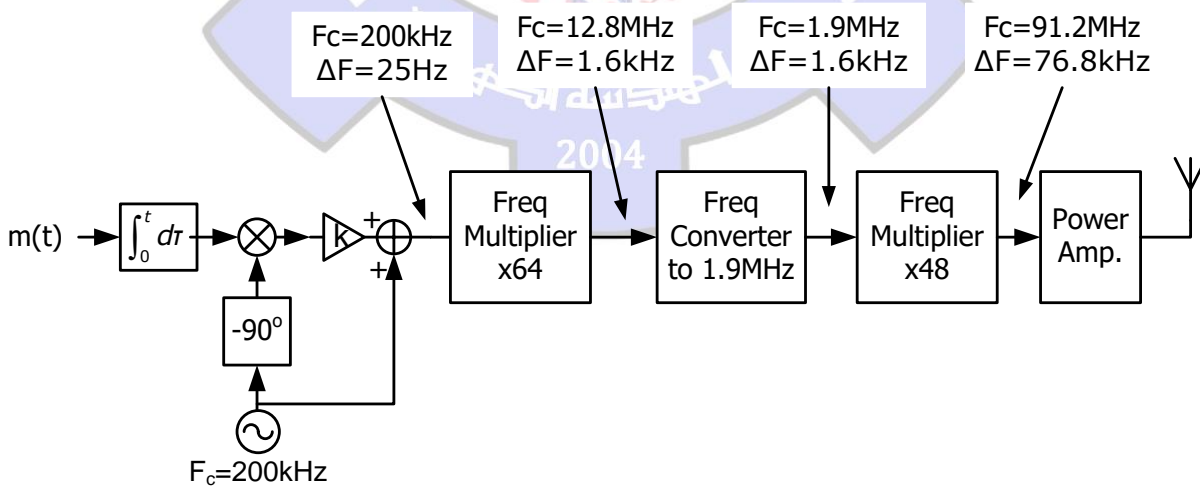 Fc=200kHz
ΔF=25Hz
Fc=12.8MHz
ΔF=1.6kHz
Fc=1.9MHz
ΔF=1.6kHz
Fc=91.2MHz
ΔF=76.8kHz
2004
m(t)
∫₀ᵗ dτ
k
+
+
-90°
Fc=200kHz
Freq
Multiplier
x64
Freq
Converter
to 1.9MHz
Freq
Multiplier
x48
Power
Amp.